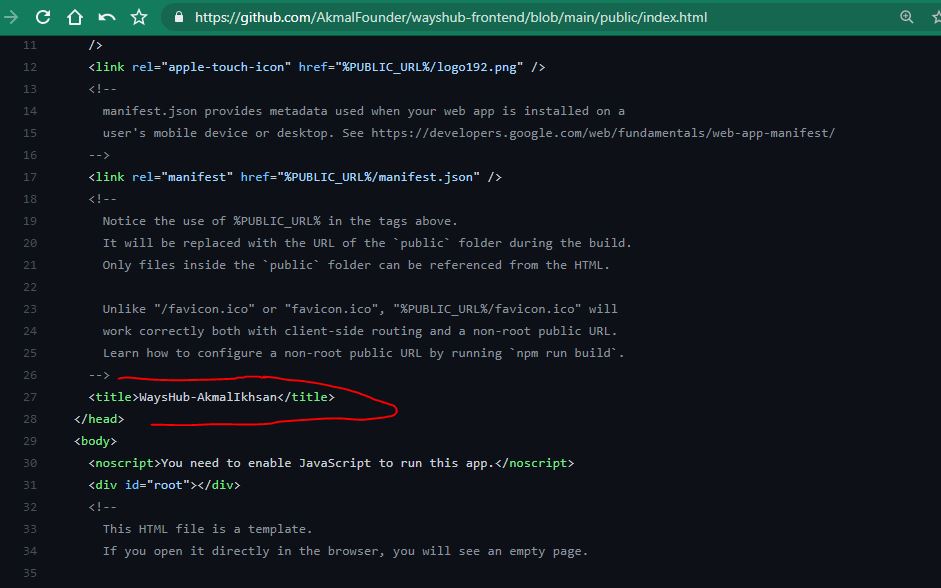 https://github.com/AkmalFounder/wayshub-frontend/blob/main/public/index.html
11 />
12 <link rel="apple-touch-icon" href="%PUBLIC_URL%/logo192.png" />
13 <!--
14 manifest.json provides metadata used when your web app is installed on a
15 user's mobile device or desktop. See https://developers.google.com/web/fundamentals/web-app-manifest/
16 -->
17 <link rel="manifest" href="%PUBLIC_URL%/manifest.json" />
18 <!--
19 Notice the use of %PUBLIC_URL% in the tags above.
20 It will be replaced with the URL of the `public` folder during the build.
21 Only files inside the `public` folder can be referenced from the HTML.
22
23 Unlike "/favicon.ico" or "favicon.ico", "%PUBLIC_URL%/favicon.ico" will
24 work correctly both with client-side routing and a non-root public URL.
25 Learn how to configure a non-root public URL by running `npm run build`.
26 -->
27 <title>WaysHub-AkmalIkhsan</title>
28 </head>
29 <body>
30 <noscript>You need to enable JavaScript to run this app.</noscript>
31 <div id="root"></div>
32 <!--
33 This HTML file is a template.
34 If you open it directly in the browser, you will see an empty page.
35